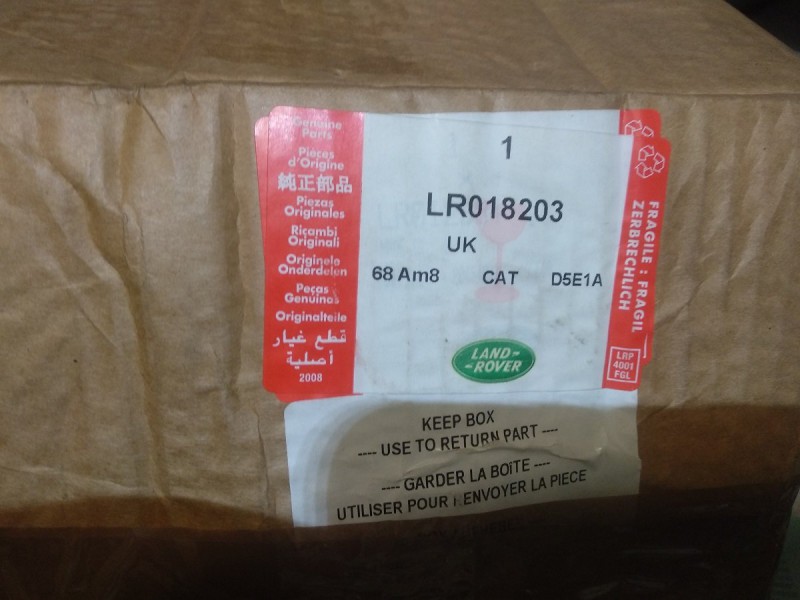 Genuine
Parts
Pièces
d'Origine
純正部品
Piezas
Originales
Ricambi
Originali
Originele
Onderdelen
Peças
Genuinas
Originalteile
قطع غيار
أصلية
2008
1
LR018203
UK
68 Am8 CAT D5E1A
LAND-
-ROVER
FRAGILE : FRAGIL
ZERBRECHLICH
LRP
4001
FGL
KEEP BOX
---- USE TO RETURN PART ----
---- GARDER LA BOITE ----
UTILISER POUR ENVOYER LA PIECE